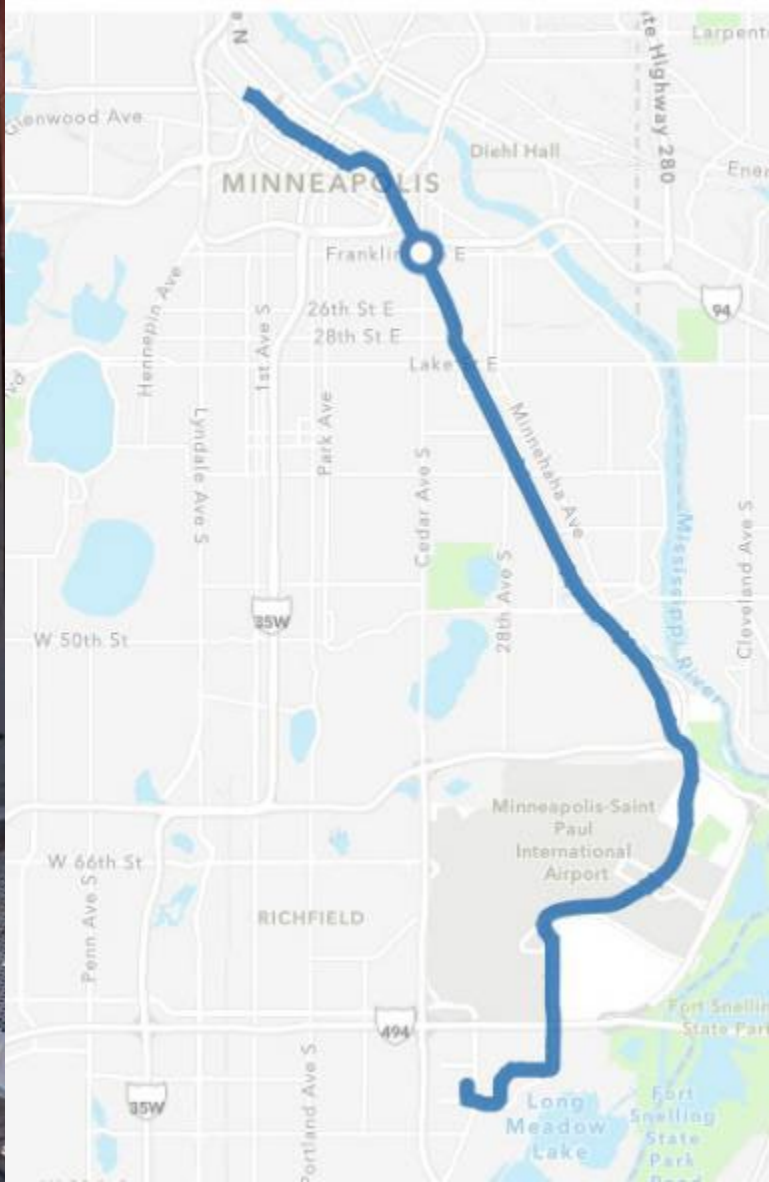 e N
Larpent
te Highway 280
Glenwood Ave
Diehl Hall
Ener
MINNEAPOLIS
Franklin
E
94
26th St E
28th St E
Lake St E
Hennepin Ave
1st Ave S
Park Ave
Lyndale Ave S
Minnehaha Ave
Cedar Ave S
28th Ave S
Mississippi River
Cleveland Ave S
35W
W 50th St
Minneapolis-Saint
Paul
International
Airport
W 66th St
Penn Ave S
RICHFIELD
Fort Snelling
State Park
494
35W
Portland Ave S
Long
Meadow
Lake
Fort
Snelling
State
Park